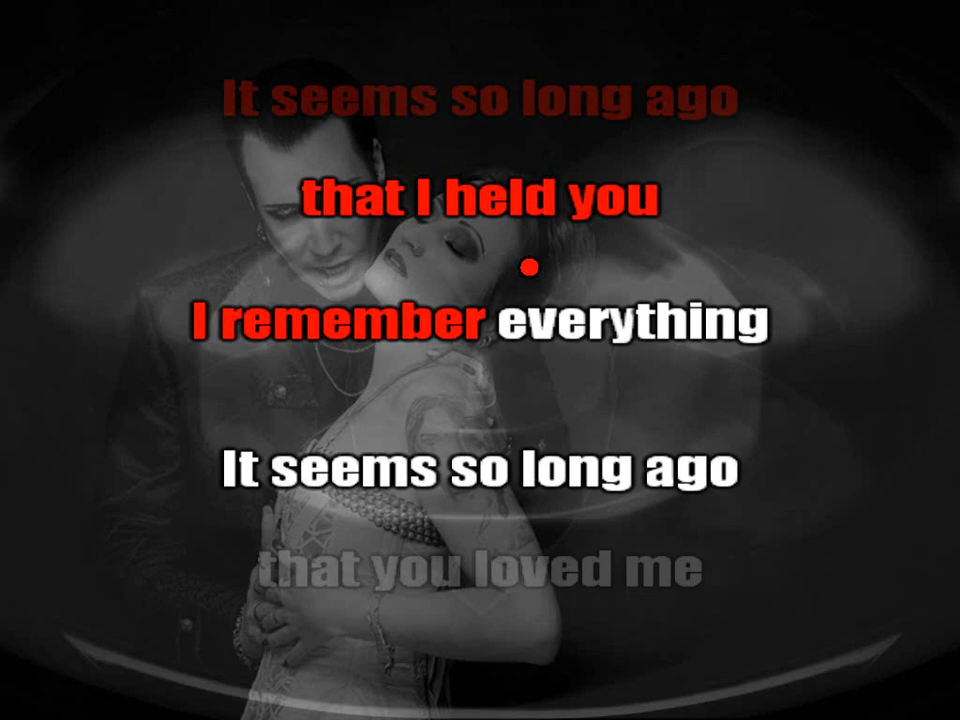 It seems so long ago
that I held you
I remember everything
It seems so long ago
that you loved me